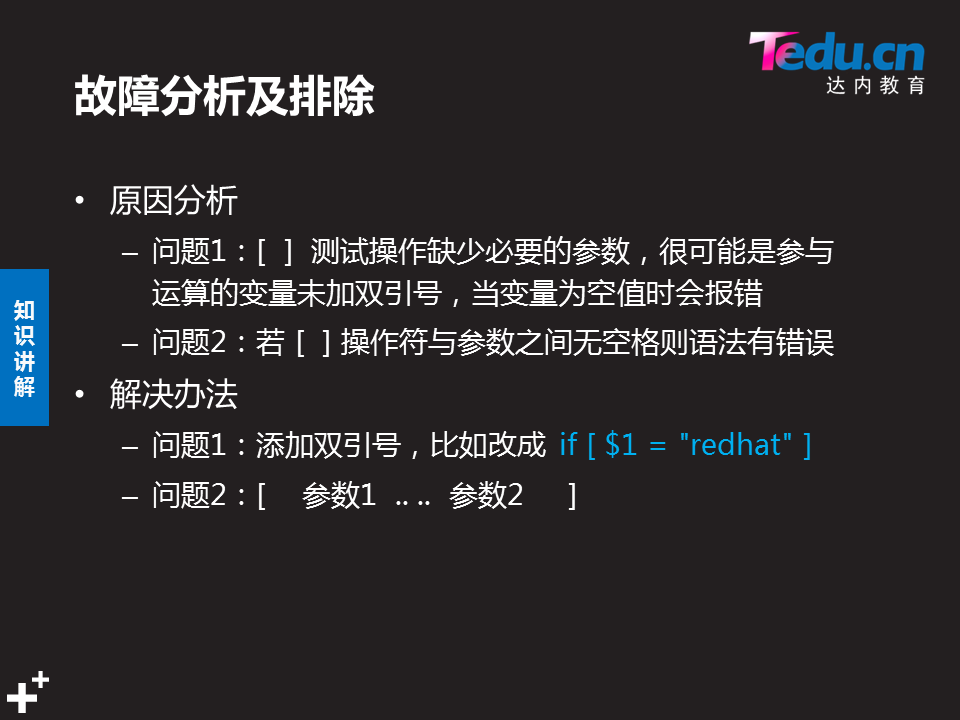 Tedu.cn
达内教育
故障分析及排除
• 原因分析
– 问题1：[ ] 测试操作缺少必要的参数，很可能是参与
运算的变量未加双引号，当变量为空值时会报错
– 问题2：若 [ ] 操作符与参数之间无空格则语法有错误
• 解决办法
– 问题1：添加双引号，比如改成 if [ $1 = "redhat" ]
– 问题2：[ 参数1 .. .. 参数2 ]
知
识
讲
解